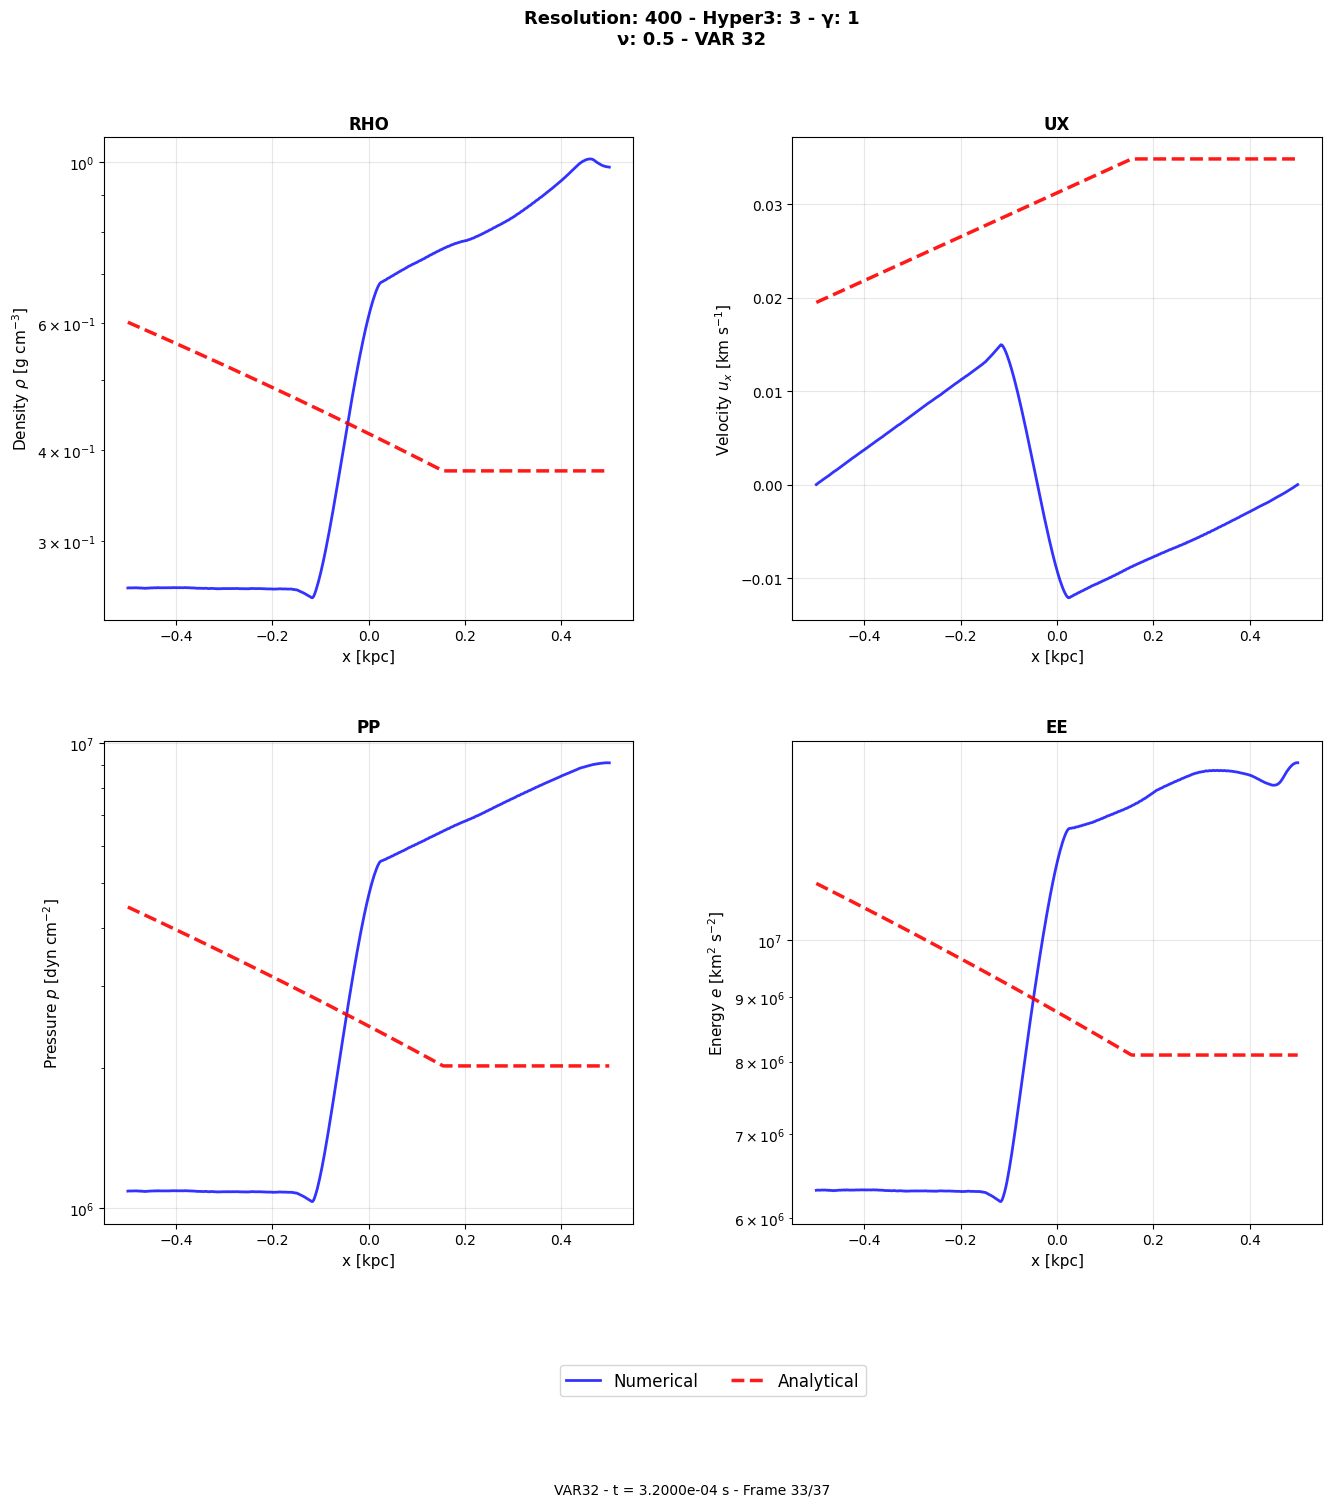 Resolution: 400 - Hyper3: 3 - γ: 1
ν: 0.5 - VAR 32
RHO
Density ρ [g cm⁻³]
10⁰
6 × 10⁻¹
4 × 10⁻¹
3 × 10⁻¹
−0.4 −0.2 0.0 0.2 0.4
x [kpc]
UX
Velocity uₓ [km s⁻¹]
0.03
0.02
0.01
0.00
−0.01
−0.4 −0.2 0.0 0.2 0.4
x [kpc]
PP
Pressure p [dyn cm⁻²]
10⁷
10⁶
−0.4 −0.2 0.0 0.2 0.4
x [kpc]
EE
Energy e [km² s⁻²]
10⁷
9 × 10⁶
8 × 10⁶
7 × 10⁶
6 × 10⁶
−0.4 −0.2 0.0 0.2 0.4
x [kpc]
Numerical Analytical
VAR32 - t = 3.2000e-04 s - Frame 33/37